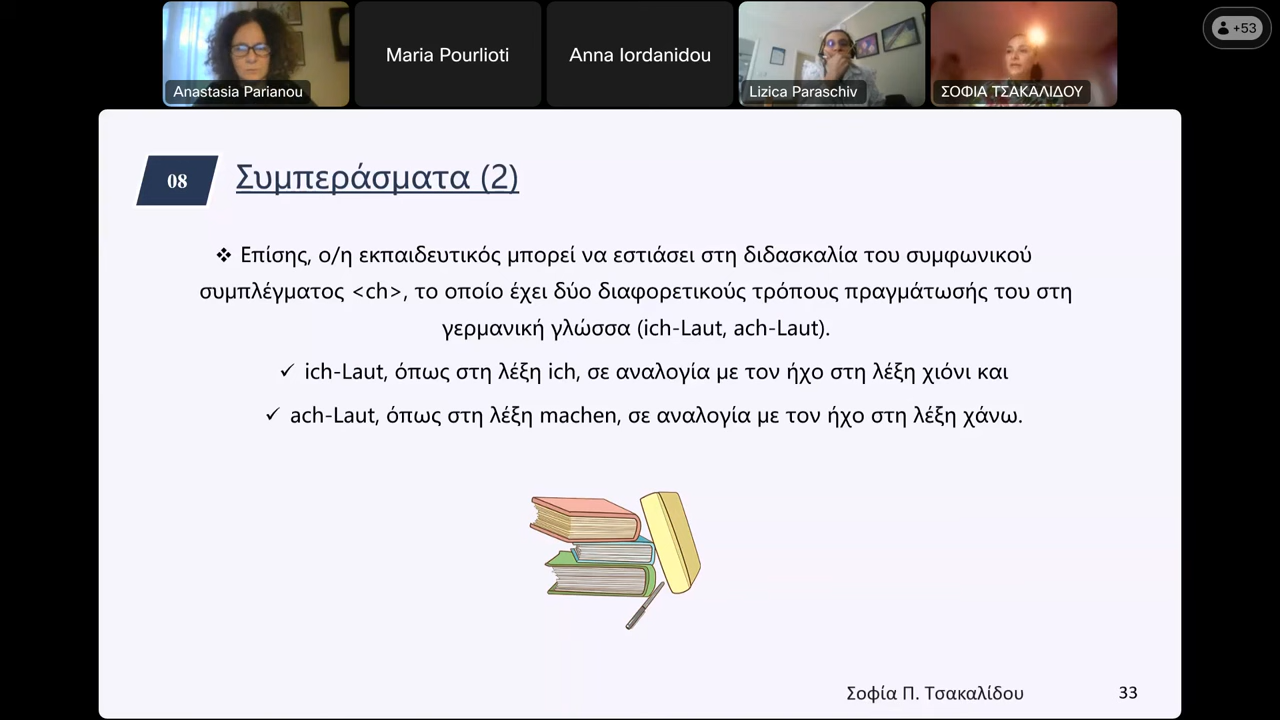 Anastasia Parianou
Maria Pourlioti
Anna Iordanidou
Lizica Paraschiv
ΣΟΦΙΑ ΤΣΑΚΑΛΙΔΟΥ
+53
08
Συμπεράσματα (2)
❖ Επίσης, ο/η εκπαιδευτικός μπορεί να εστιάσει στη διδασκαλία του συμφωνικού
συμπλέγματος <ch>, το οποίο έχει δύο διαφορετικούς τρόπους πραγμάτωσής του στη
γερμανική γλώσσα (ich-Laut, ach-Laut).
✓ ich-Laut, όπως στη λέξη ich, σε αναλογία με τον ήχο στη λέξη χιόνι και
✓ ach-Laut, όπως στη λέξη machen, σε αναλογία με τον ήχο στη λέξη χάνω.
Σοφία Π. Τσακαλίδου
33